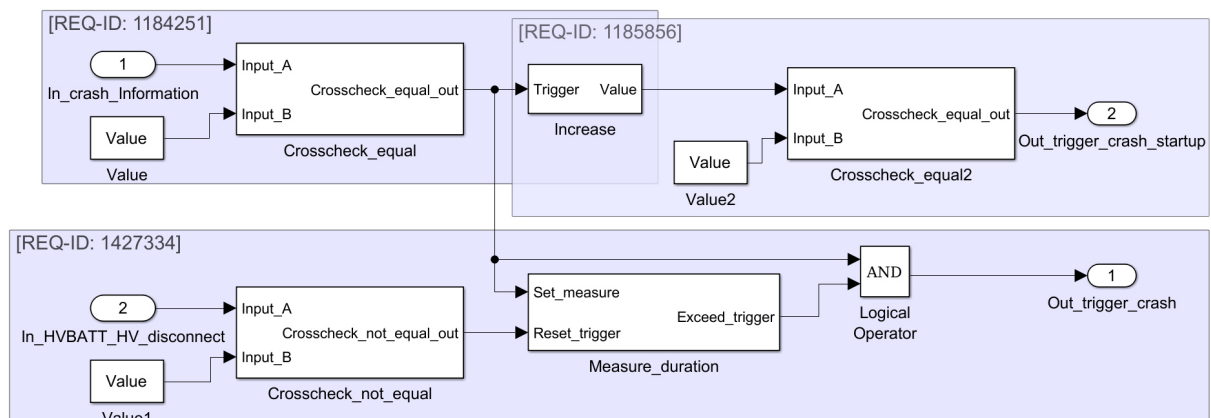 [REQ-ID: 1184251]
1
In_crash_Information
Value
Value
Input_A
Crosscheck_equal_out
Input_B
Crosscheck_equal
[REQ-ID: 1185856]
Trigger Value
Increase
Value
Value2
Input_A
Crosscheck_equal_out
Input_B
Crosscheck_equal2
2
Out_trigger_crash_startup
[REQ-ID: 1427334]
2
In_HVBATT_HV_disconnect
Value
Value1
Input_A
Crosscheck_not_equal_out
Input_B
Crosscheck_not_equal
Set_measure
Exceed_trigger
Reset_trigger
Measure_duration
AND
Logical
Operator
1
Out_trigger_crash